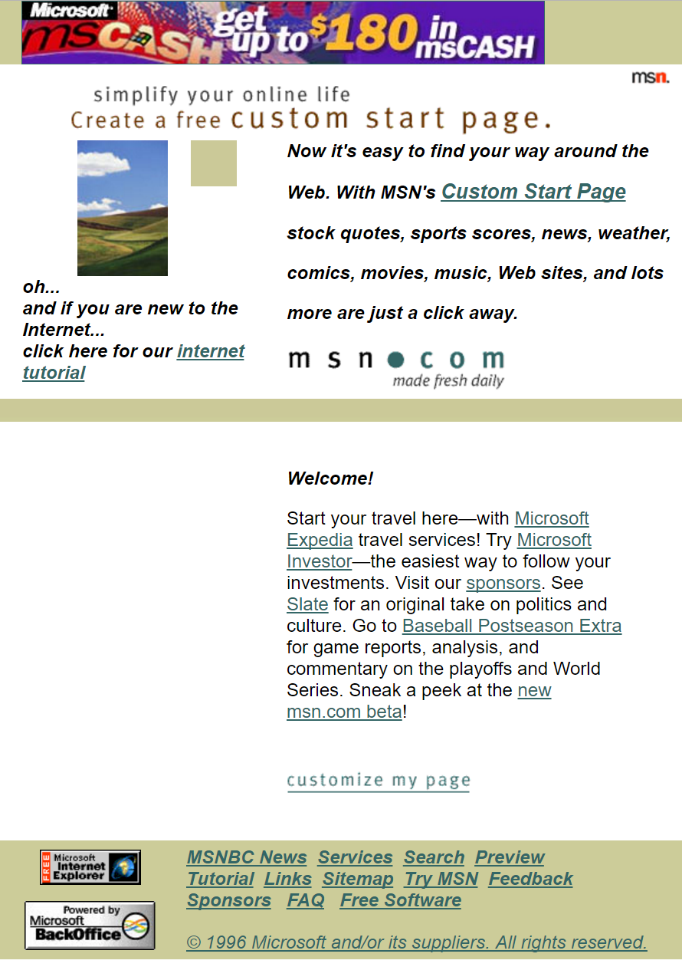 Microsoft
msCASH get up to $180 in msCASH
msn.
simplify your online life
Create a free custom start page.
Now it's easy to find your way around the
Web. With MSN's Custom Start Page
stock quotes, sports scores, news, weather,
comics, movies, music, Web sites, and lots
more are just a click away.
oh...
and if you are new to the
Internet...
click here for our internet
tutorial
msn.com
made fresh daily
Welcome!
Start your travel here—with Microsoft
Expedia travel services! Try Microsoft
Investor—the easiest way to follow your
investments. Visit our sponsors. See
Slate for an original take on politics and
culture. Go to Baseball Postseason Extra
for game reports, analysis, and
commentary on the playoffs and World
Series. Sneak a peek at the new
msn.com beta!
customize my page
FREE
Microsoft
Internet
Explorer
Powered by
Microsoft
BackOffice
MSNBC News Services Search Preview
Tutorial Links Sitemap Try MSN Feedback
Sponsors FAQ Free Software
© 1996 Microsoft and/or its suppliers. All rights reserved.